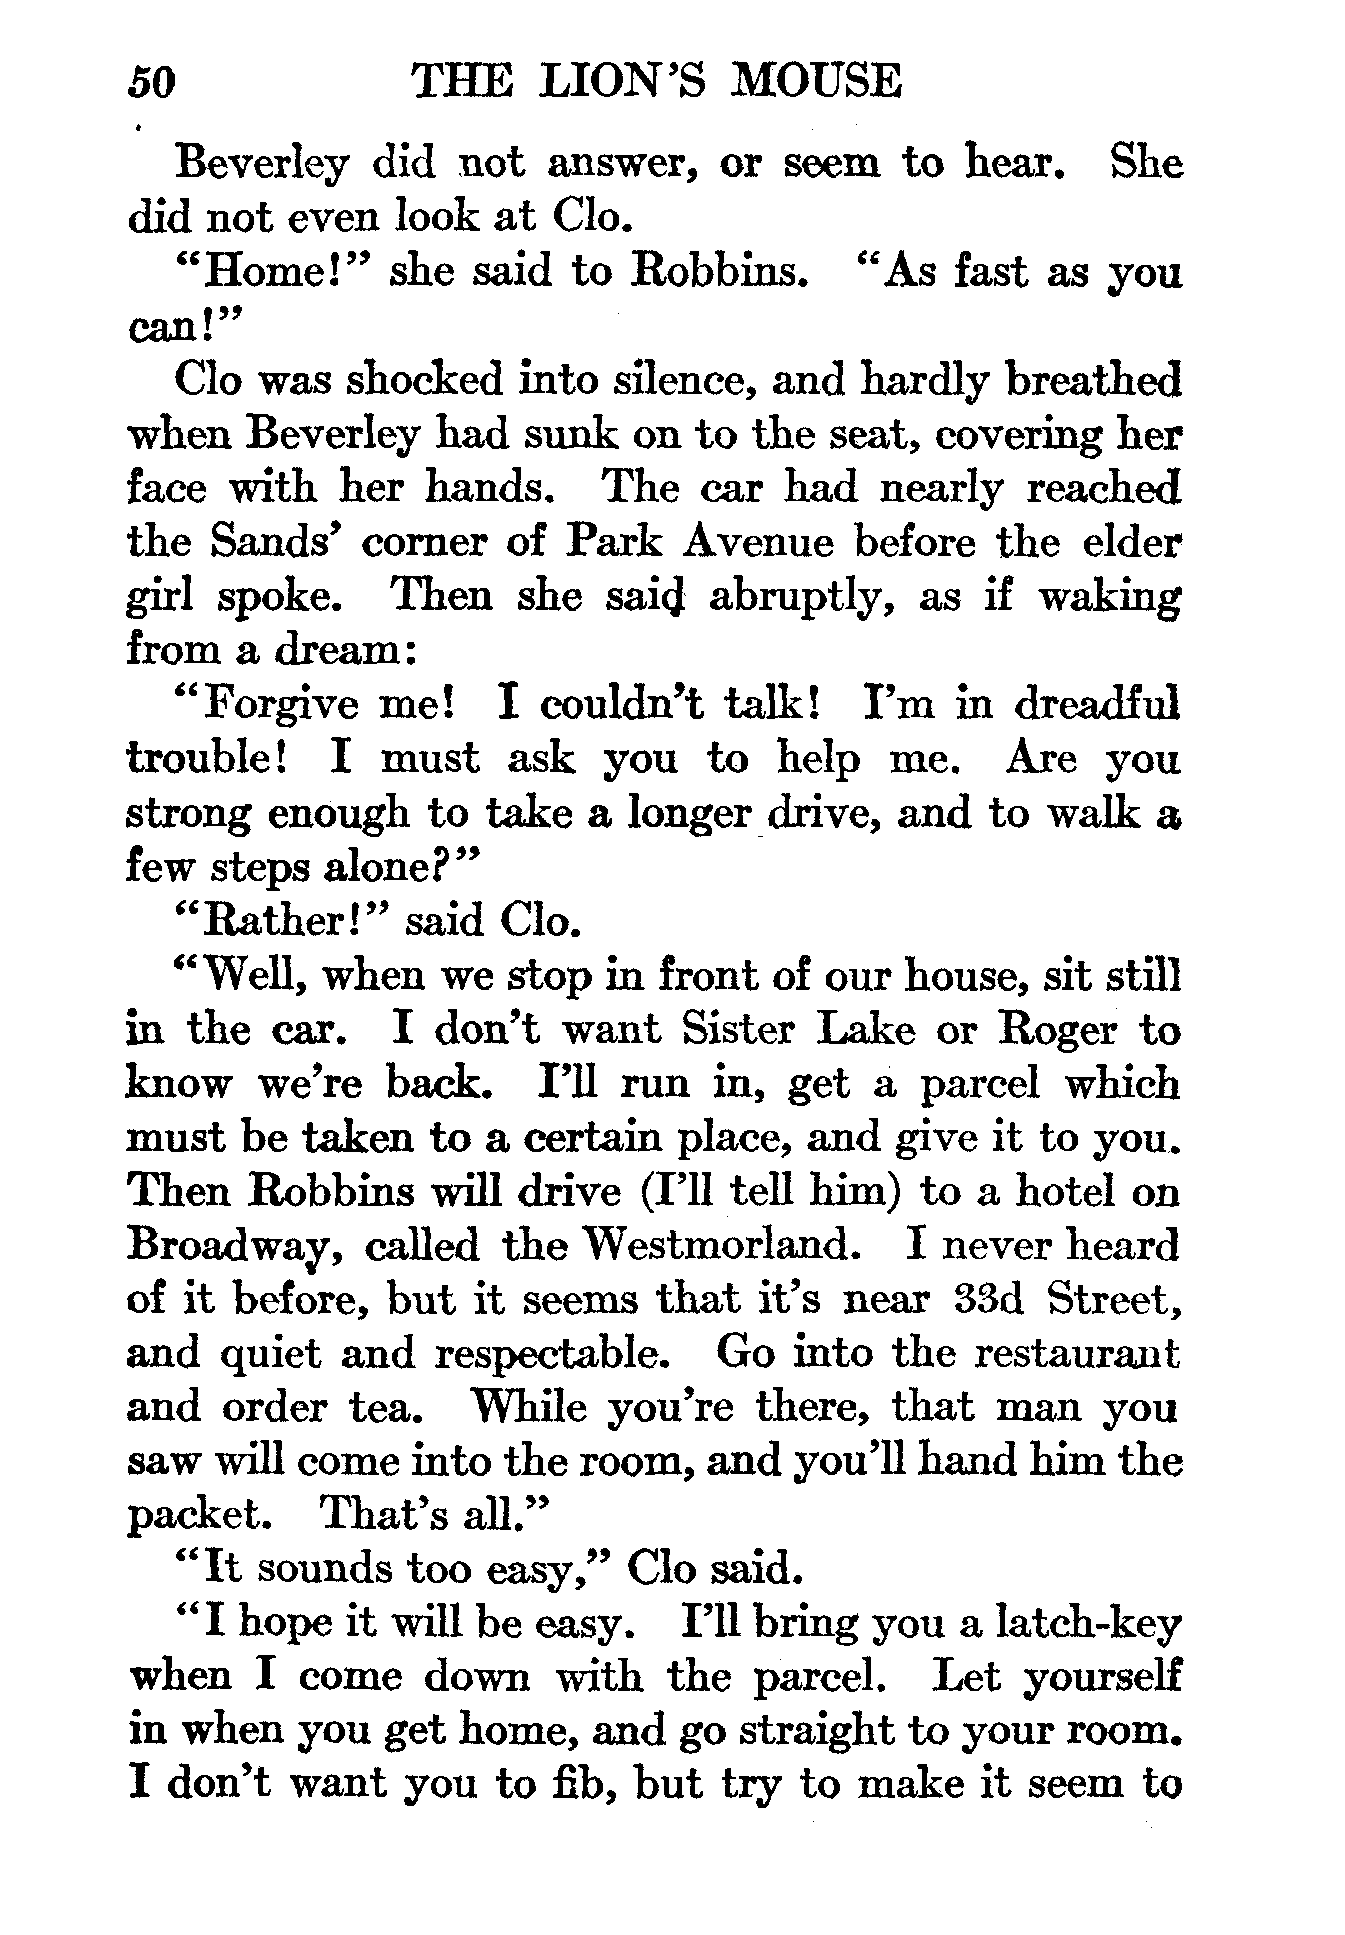 50 THE LION'S MOUSE
Beverley did not answer, or seem to hear. She
did not even look at Clo.
"Home!" she said to Robbins. "As fast as you
can!"
Clo was shocked into silence, and hardly breathed
when Beverley had sunk on to the seat, covering her
face with her hands. The car had nearly reached
the Sands' corner of Park Avenue before the elder
girl spoke. Then she said abruptly, as if waking
from a dream:
"Forgive me! I couldn't talk! I'm in dreadful
trouble! I must ask you to help me. Are you
strong enough to take a longer drive, and to walk a
few steps alone?"
"Rather!" said Clo.
"Well, when we stop in front of our house, sit still
in the car. I don't want Sister Lake or Roger to
know we're back. I'll run in, get a parcel which
must be taken to a certain place, and give it to you.
Then Robbins will drive (I'll tell him) to a hotel on
Broadway, called the Westmorland. I never heard
of it before, but it seems that it's near 33d Street,
and quiet and respectable. Go into the restaurant
and order tea. While you're there, that man you
saw will come into the room, and you'll hand him the
packet. That's all."
"It sounds too easy," Clo said.
"I hope it will be easy. I'll bring you a latch-key
when I come down with the parcel. Let yourself
in when you get home, and go straight to your room.
I don't want you to fib, but try to make it seem to